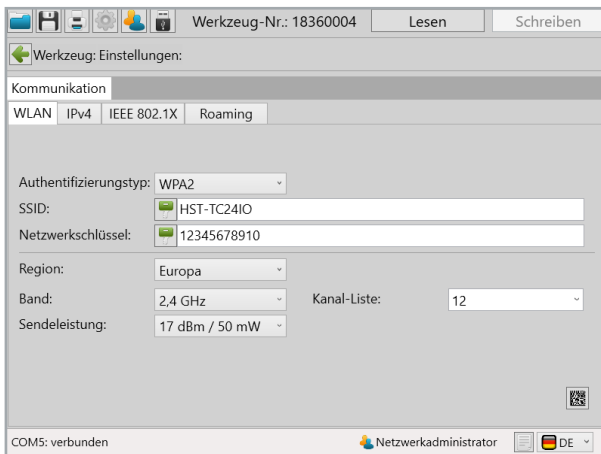 Werkzeug-Nr.: 18360004 Lesen Schreiben
Werkzeug: Einstellungen:
Kommunikation
WLAN IPv4 IEEE 802.1X Roaming
Authentifizierungstyp: WPA2
SSID: HST-TC24IO
Netzwerkschlüssel: 12345678910
Region: Europa
Band: 2,4 GHz Kanal-Liste: 12
Sendeleistung: 17 dBm / 50 mW
COM5: verbunden Netzwerkadministrator DE